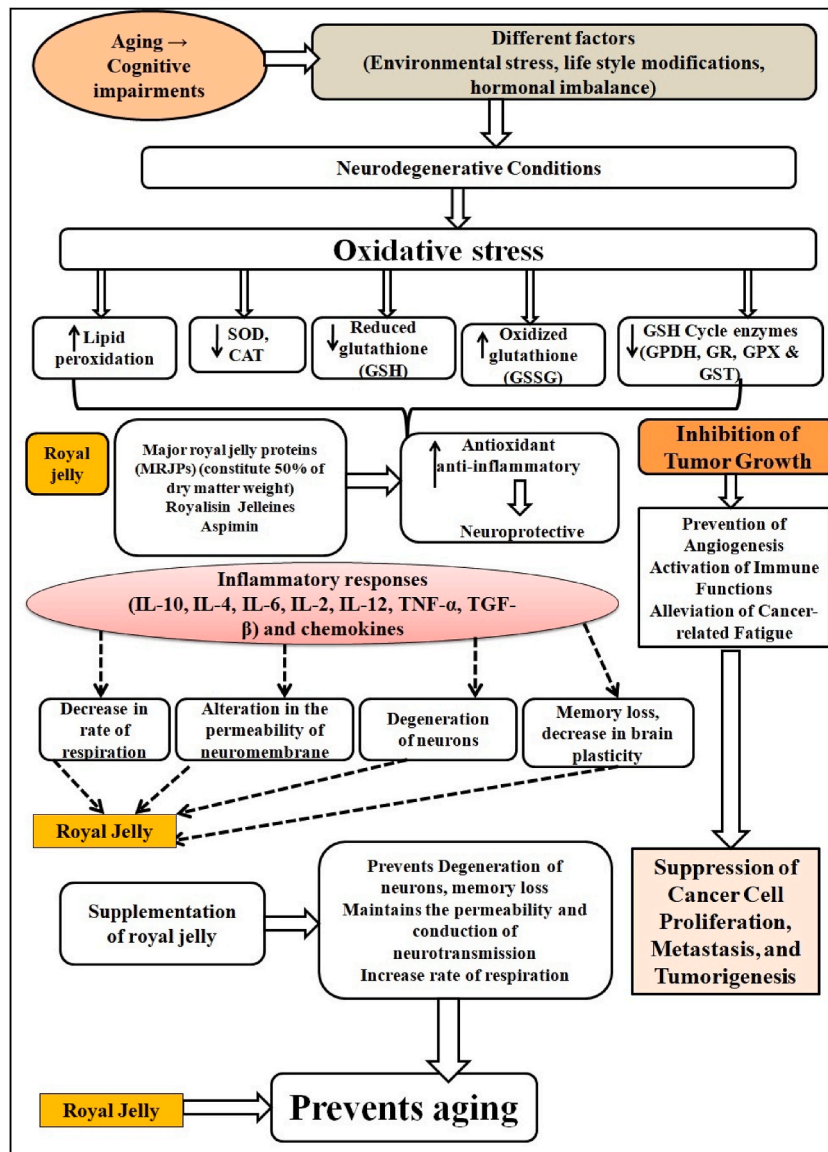 Aging →
Cognitive
impairments
Different factors
(Environmental stress, life style modifications,
hormonal imbalance)
Neurodegenerative Conditions
Oxidative stress
↑ Lipid
peroxidation
↓ SOD,
CAT
↓ Reduced
glutathione
(GSH)
↑ Oxidized
glutathione
(GSSG)
↓ GSH Cycle enzymes
(GPDH, GR, GPX &
GST)
Royal
jelly
Major royal jelly proteins
(MRJPs) (constitute 50% of
dry matter weight)
Royalisin Jelleines
Aspimin
↑ Antioxidant
anti-inflammatory
Neuroprotective
Inhibition of
Tumor Growth
Prevention of
Angiogenesis
Activation of Immune
Functions
Alleviation of Cancer-
related Fatigue
Inflammatory responses
(IL-10, IL-4, IL-6, IL-2, IL-12, TNF-α, TGF-
β) and chemokines
Decrease in
rate of
respiration
Alteration in the
permeability of
neuromembrane
Degeneration
of neurons
Memory loss,
decrease in brain
plasticity
Royal Jelly
Supplementation
of royal jelly
Prevents Degeneration of
neurons, memory loss
Maintains the permeability and
conduction of
neurotransmission
Increase rate of respiration
Suppression of
Cancer Cell
Proliferation,
Metastasis, and
Tumorigenesis
Royal Jelly
Prevents aging